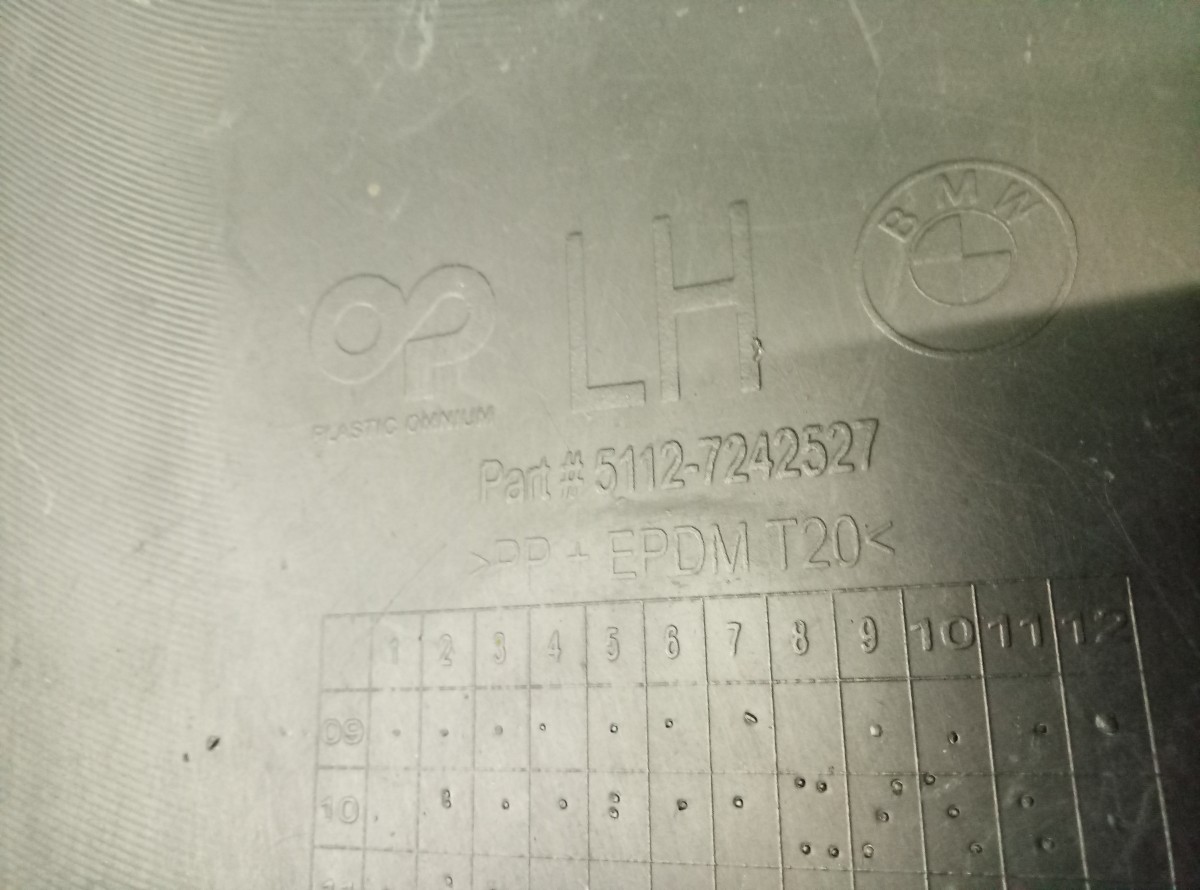 BMW
LH
PLASTIC OMNIUM
Part # 5112-7242527
>PP + EPDM T20<
1 2 3 4 5 6 7 8 9 10 11 12
09
10